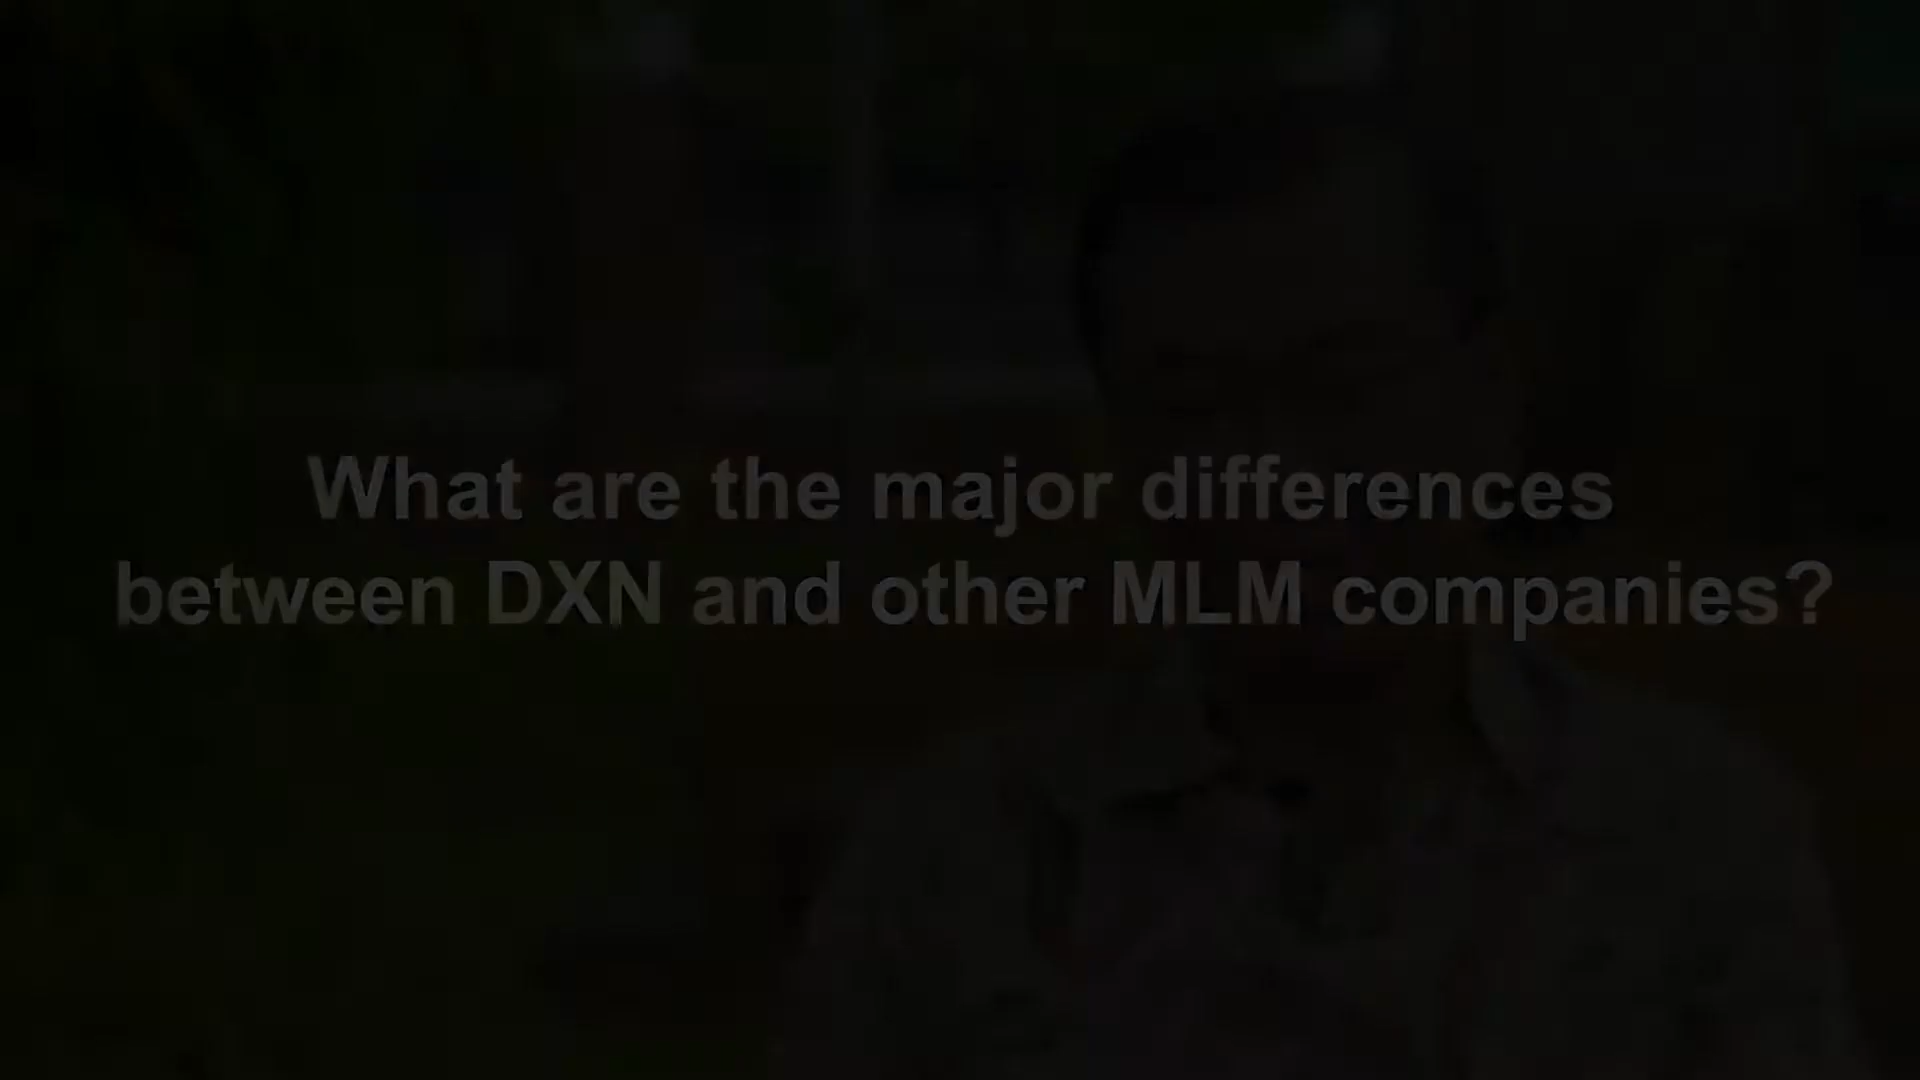 What are the major differences
between DXN and other MLM companies?